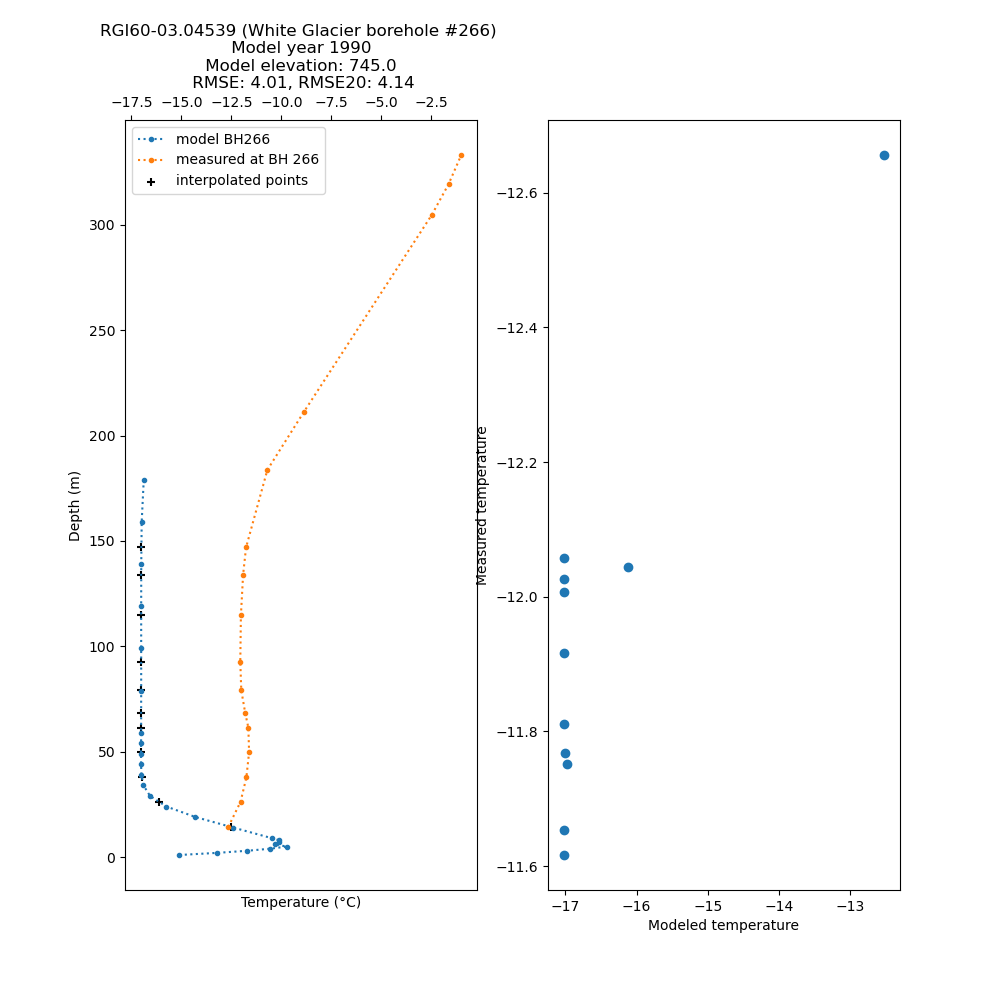 RGI60-03.04539 (White Glacier borehole #266)
Model year 1990
Model elevation: 745.0
RMSE: 4.01, RMSE20: 4.14
−17.5 −15.0 −12.5 −10.0 −7.5 −5.0 −2.5
model BH266
measured at BH 266
interpolated points
300
250
200
150
100
50
0
Depth (m)
Temperature (°C)
−12.6
−12.4
−12.2
−12.0
−11.8
−11.6
Measured temperature
−17 −16 −15 −14 −13
Modeled temperature